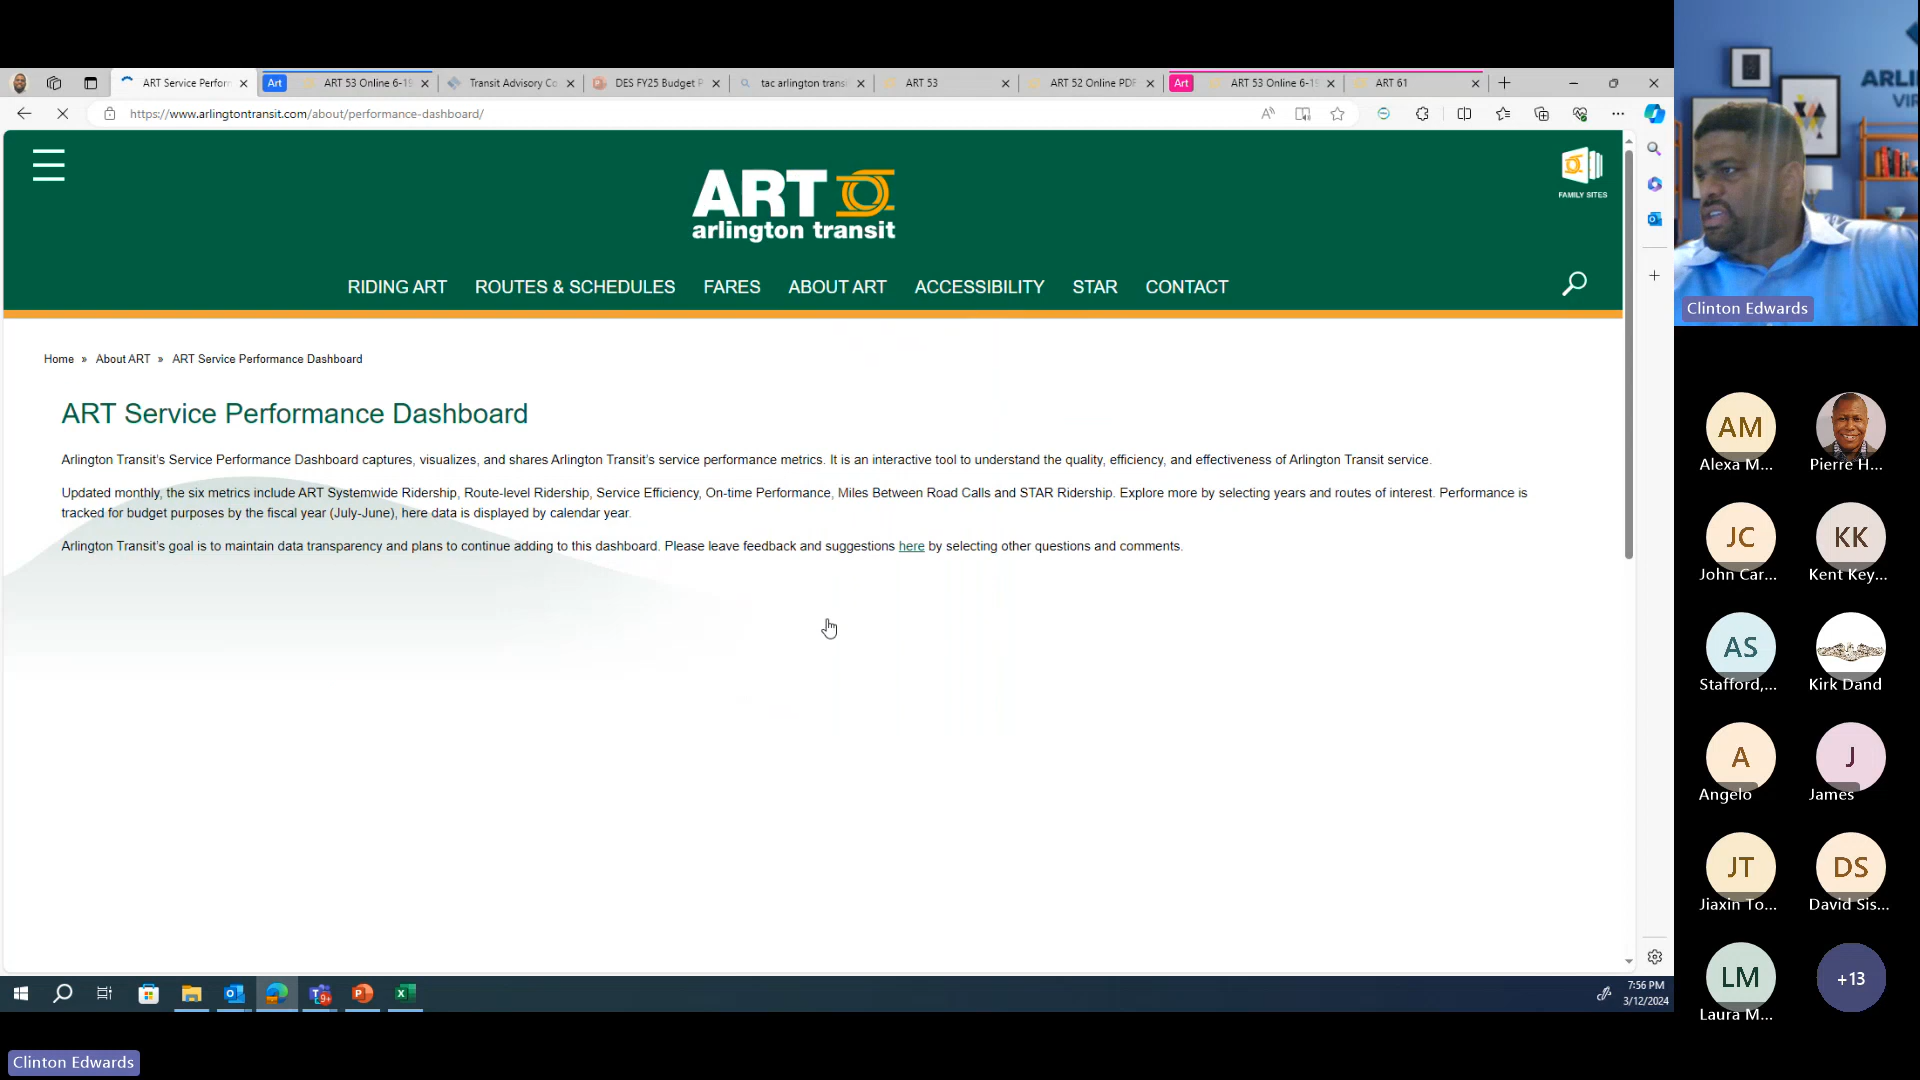 ART Service Perforn
Art
ART 53 Online 6-19
Transit Advisory Co
DES FY25 Budget P
tac arlington trans
ART 53
ART 52 Online PDF
Art
ART 53 Online 6-19
ART 61
https://www.arlingtontransit.com/about/performance-dashboard/
ART
arlington transit
FAMILY SITES
RIDING ART
ROUTES & SCHEDULES
FARES
ABOUT ART
ACCESSIBILITY
STAR
CONTACT
Home » About ART » ART Service Performance Dashboard
ART Service Performance Dashboard
Arlington Transit's Service Performance Dashboard captures, visualizes, and shares Arlington Transit's service performance metrics. It is an interactive tool to understand the quality, efficiency, and effectiveness of Arlington Transit service.
Updated monthly, the six metrics include ART Systemwide Ridership, Route-level Ridership, Service Efficiency, On-time Performance, Miles Between Road Calls and STAR Ridership. Explore more by selecting years and routes of interest. Performance is
tracked for budget purposes by the fiscal year (July-June), here data is displayed by calendar year.
Arlington Transit's goal is to maintain data transparency and plans to continue adding to this dashboard. Please leave feedback and suggestions here by selecting other questions and comments.
7:56 PM
3/12/2024
ARLIN
VIR
Clinton Edwards
AM
Alexa M...
Pierre H...
JC
John Car...
KK
Kent Key...
AS
Stafford,...
Kirk Dand
A
Angelo
J
James
JT
Jiaxin To...
DS
David Sis...
LM
Laura M...
+13
Clinton Edwards